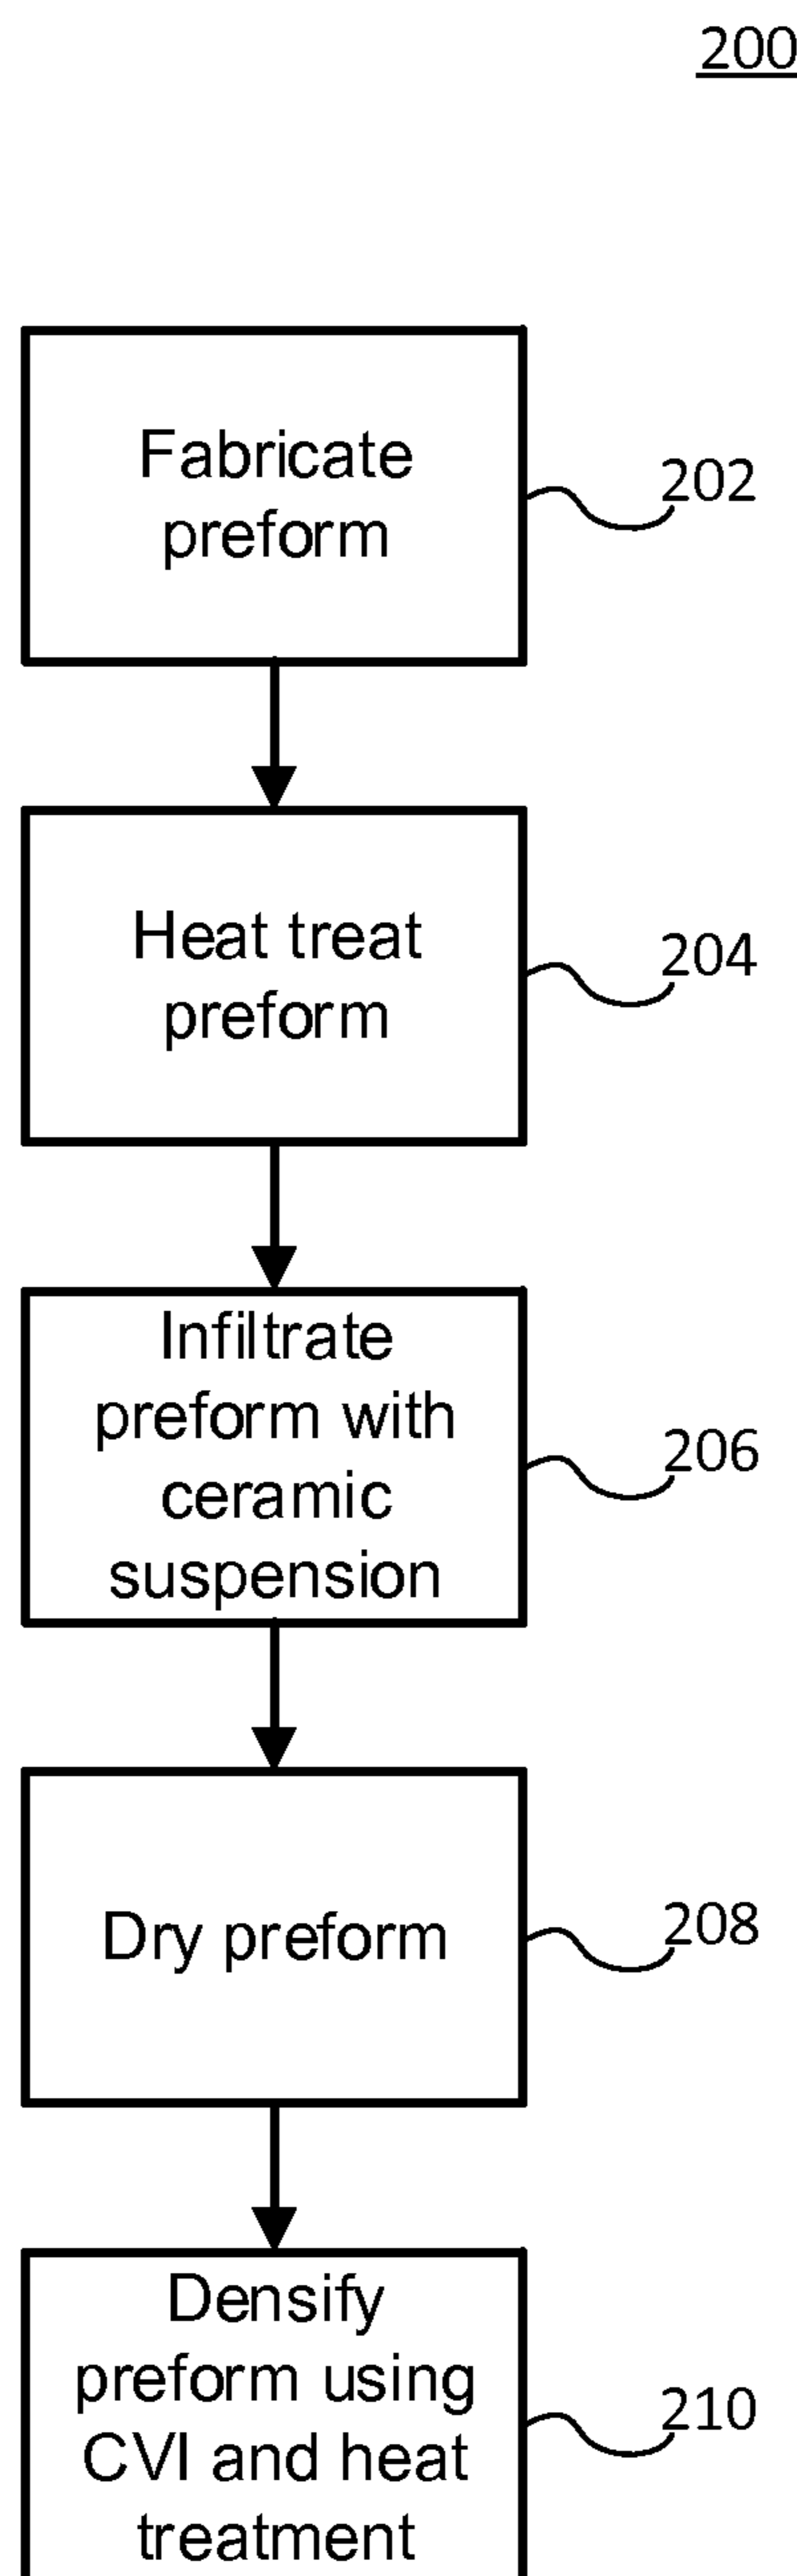 200
Fabricate
preform
202
Heat treat
preform
204
Infiltrate
preform with
ceramic
suspension
206
Dry preform
208
Densify
preform using
CVI and heat
treatment
210